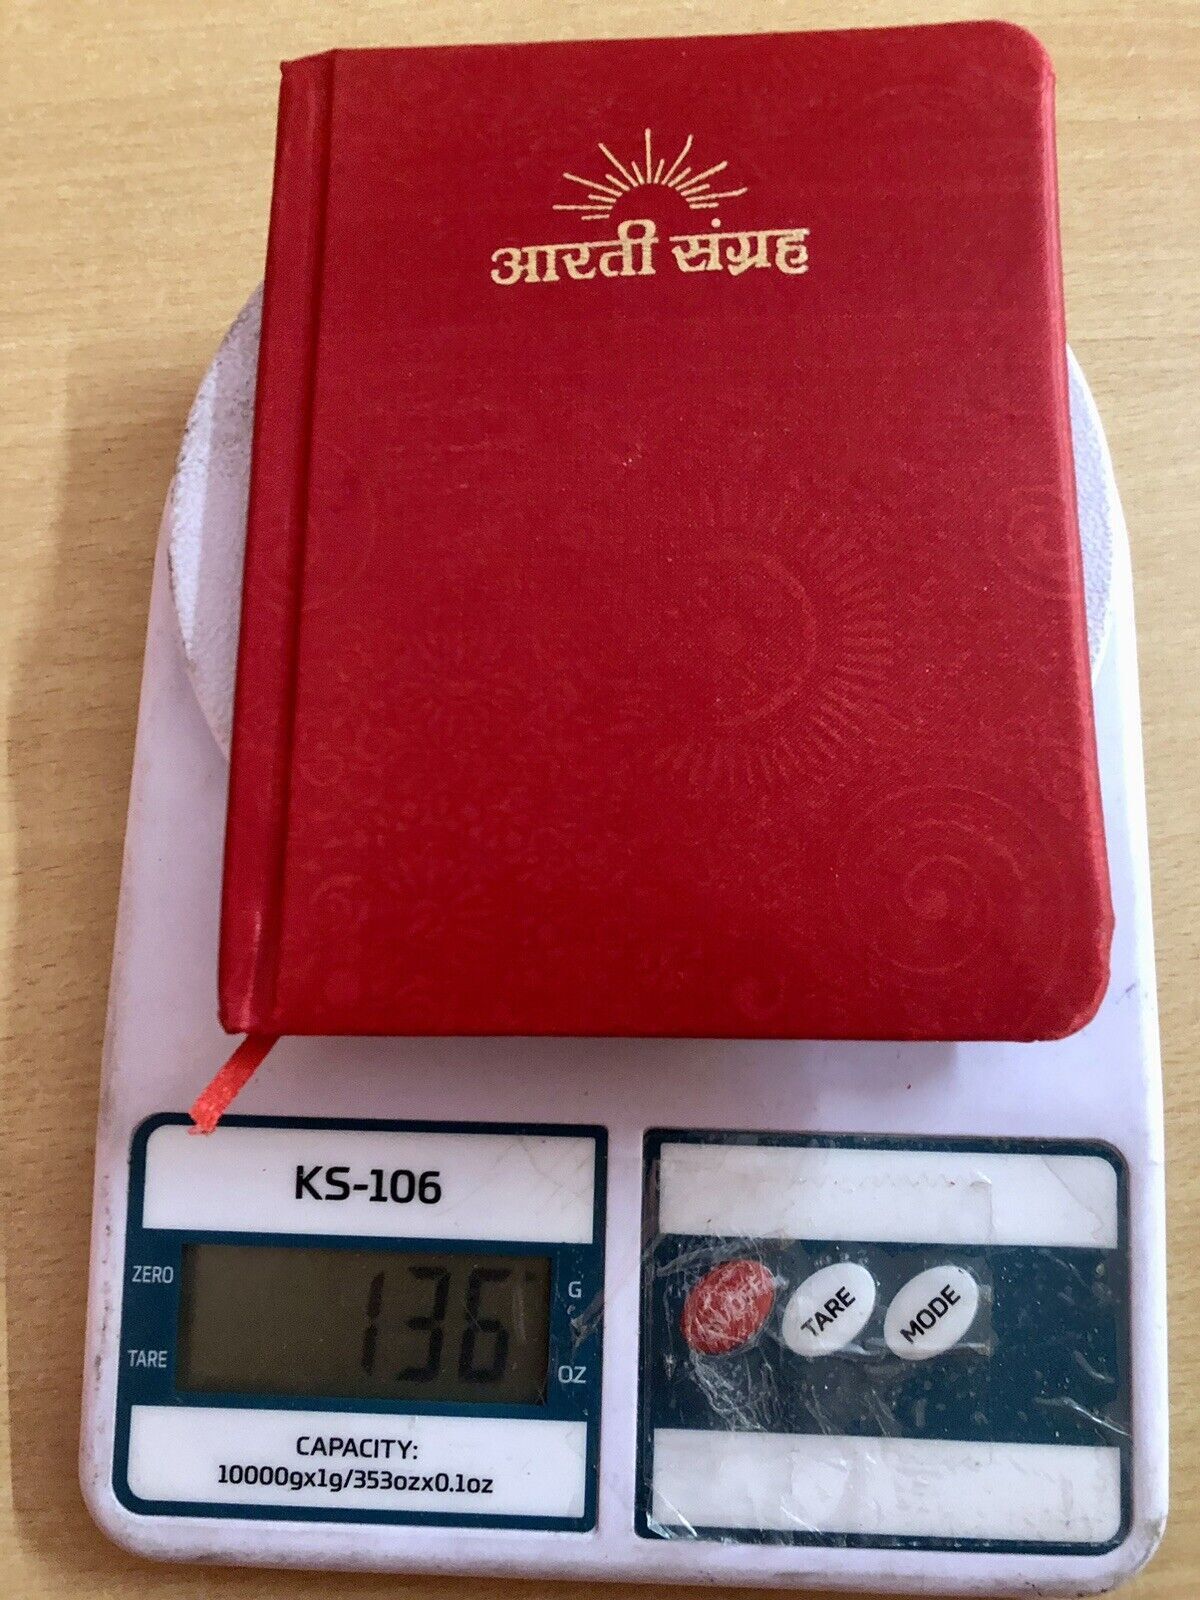 आरती संग्रह
KS-106
ZERO
136
G
TARE
OZ
CAPACITY:
10000gx1g/353ozx0.1oz
TARE
MODE